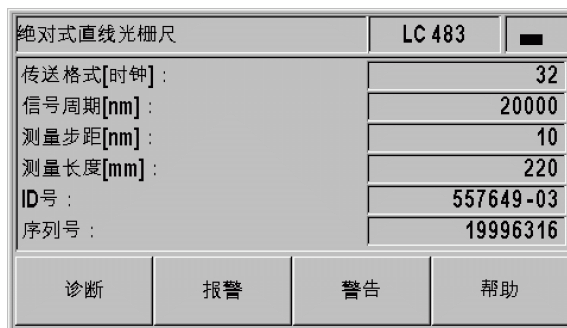 绝对式直线光栅尺 LC 483
传送格式[时钟] : 32
信号周期[nm] : 20000
测量步距[nm] : 10
测量长度[mm] : 220
ID号 : 557649-03
序列号 : 19996316
诊断 报警 警告 帮助